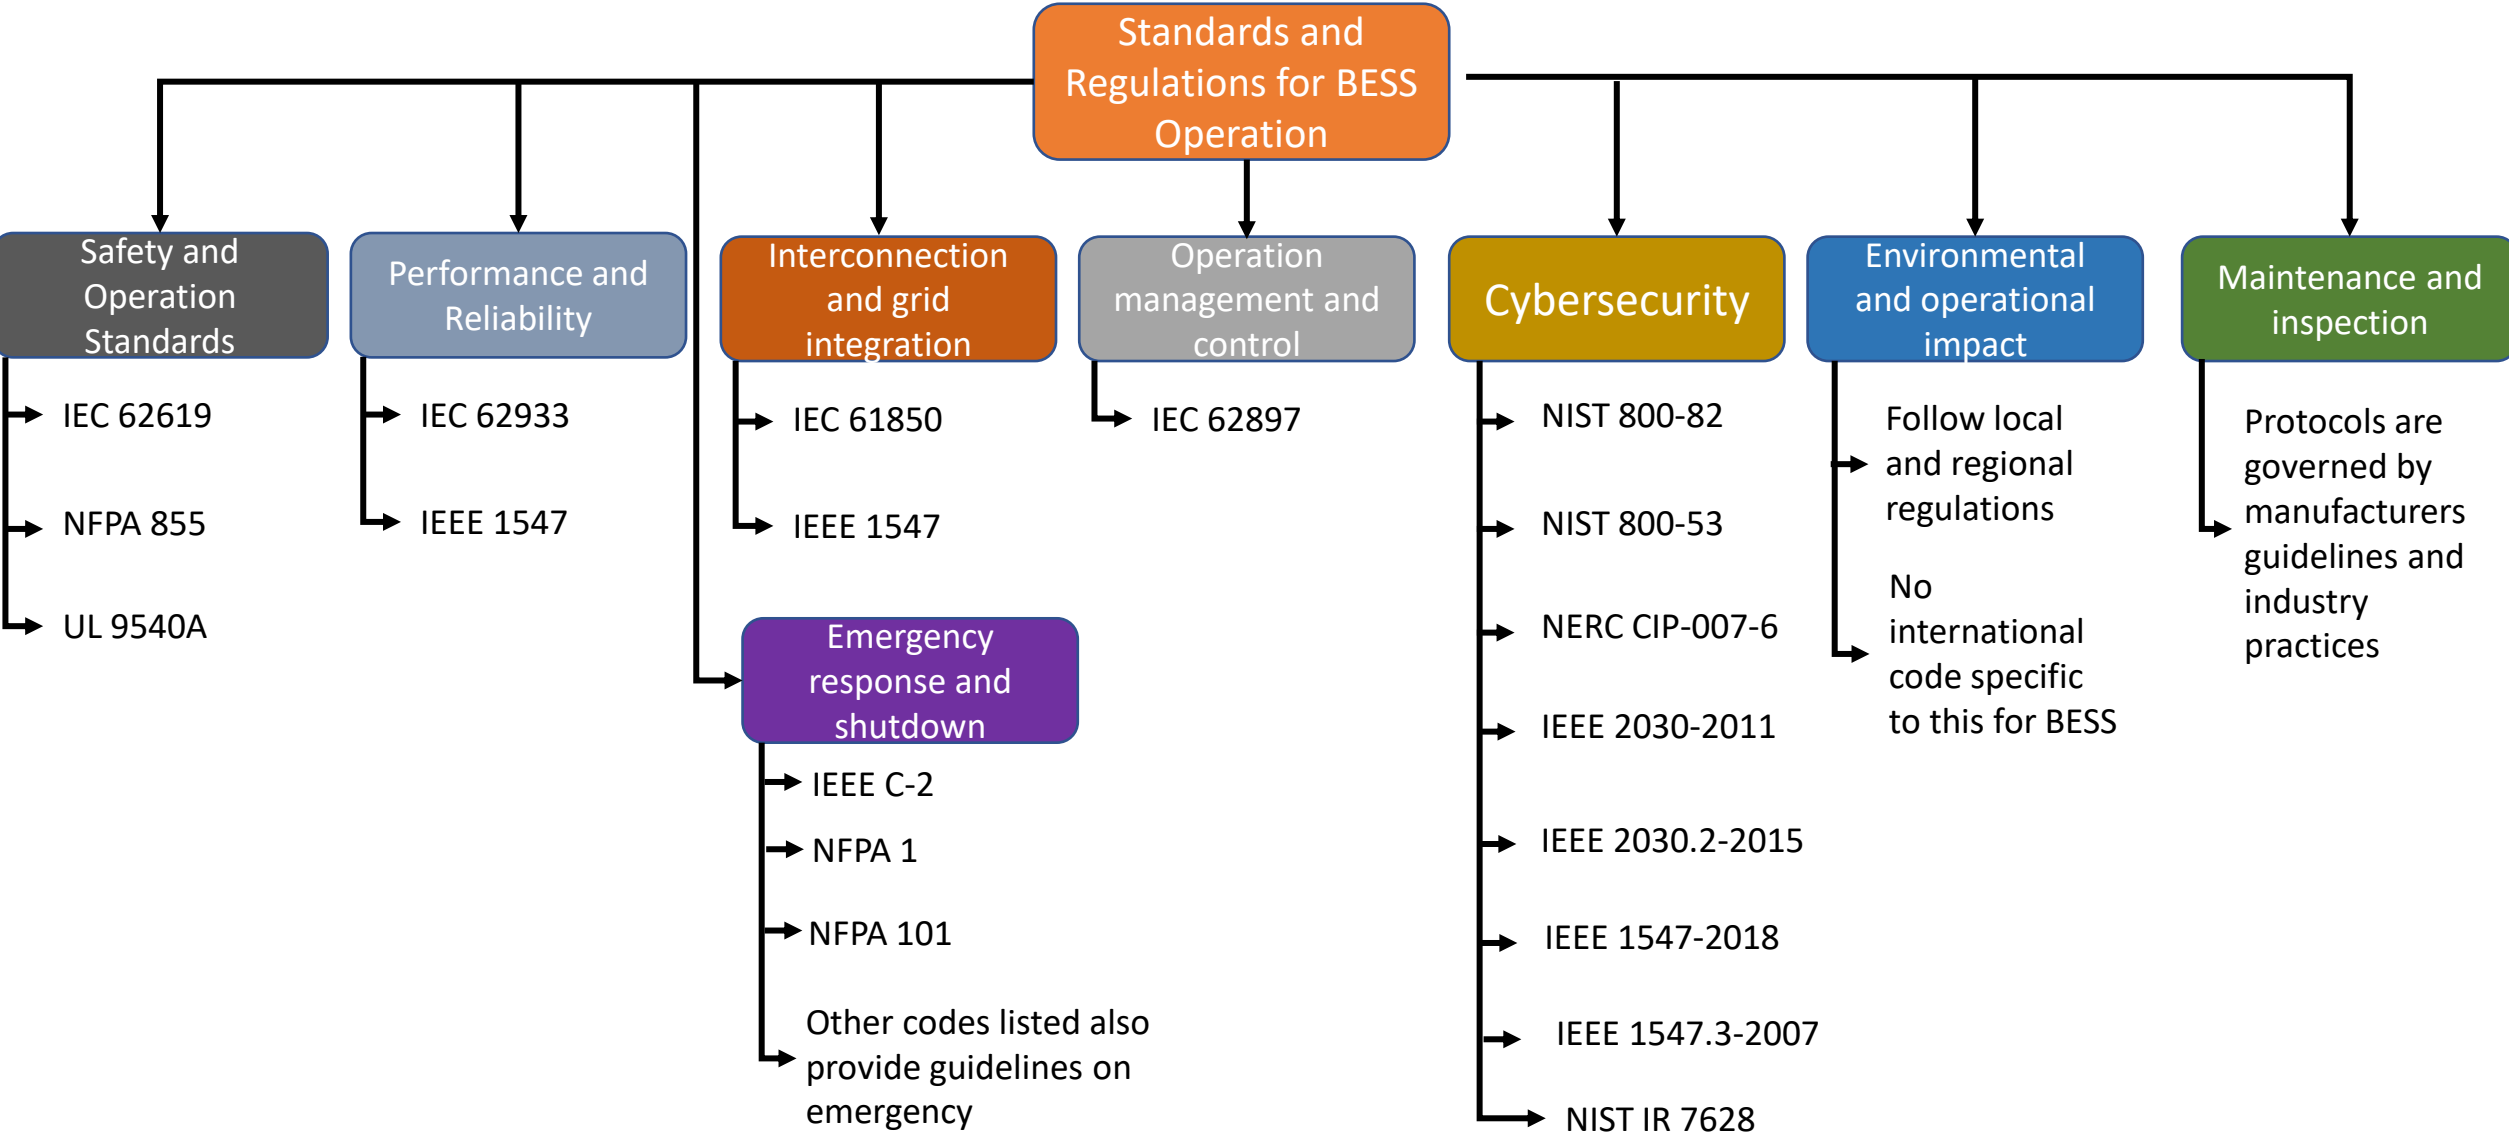 Standards and
Regulations for BESS
Operation
Safety and
Operation
Standards
IEC 62619
NFPA 855
UL 9540A
Performance and
Reliability
IEC 62933
IEEE 1547
Interconnection
and grid
integration
IEC 61850
IEEE 1547
Emergency
response and
shutdown
IEEE C-2
NFPA 1
NFPA 101
Other codes listed also
provide guidelines on
emergency
Operation
management and
control
IEC 62897
Cybersecurity
NIST 800-82
NIST 800-53
NERC CIP-007-6
IEEE 2030-2011
IEEE 2030.2-2015
IEEE 1547-2018
IEEE 1547.3-2007
NIST IR 7628
Environmental
and operational
impact
Follow local
and regional
regulations
No
international
code specific
to this for BESS
Maintenance and
inspection
Protocols are
governed by
manufacturers
guidelines and
industry
practices